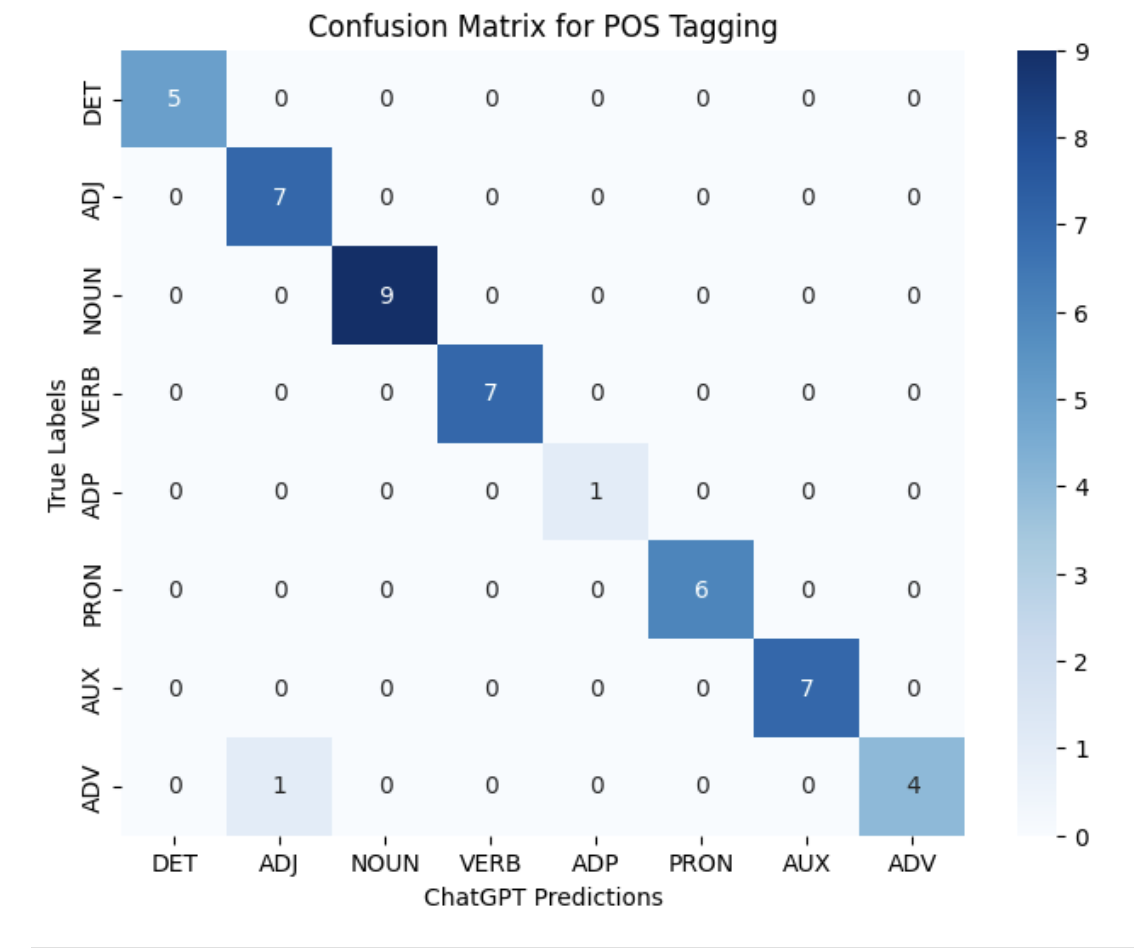 Confusion Matrix for POS Tagging
True Labels
DET 5 0 0 0 0 0 0 0
ADJ 0 7 0 0 0 0 0 0
NOUN 0 0 9 0 0 0 0 0
VERB 0 0 0 7 0 0 0 0
ADP 0 0 0 0 1 0 0 0
PRON 0 0 0 0 0 6 0 0
AUX 0 0 0 0 0 0 7 0
ADV 0 1 0 0 0 0 0 4
DET ADJ NOUN VERB ADP PRON AUX ADV
ChatGPT Predictions
9
8
7
6
5
4
3
2
1
0